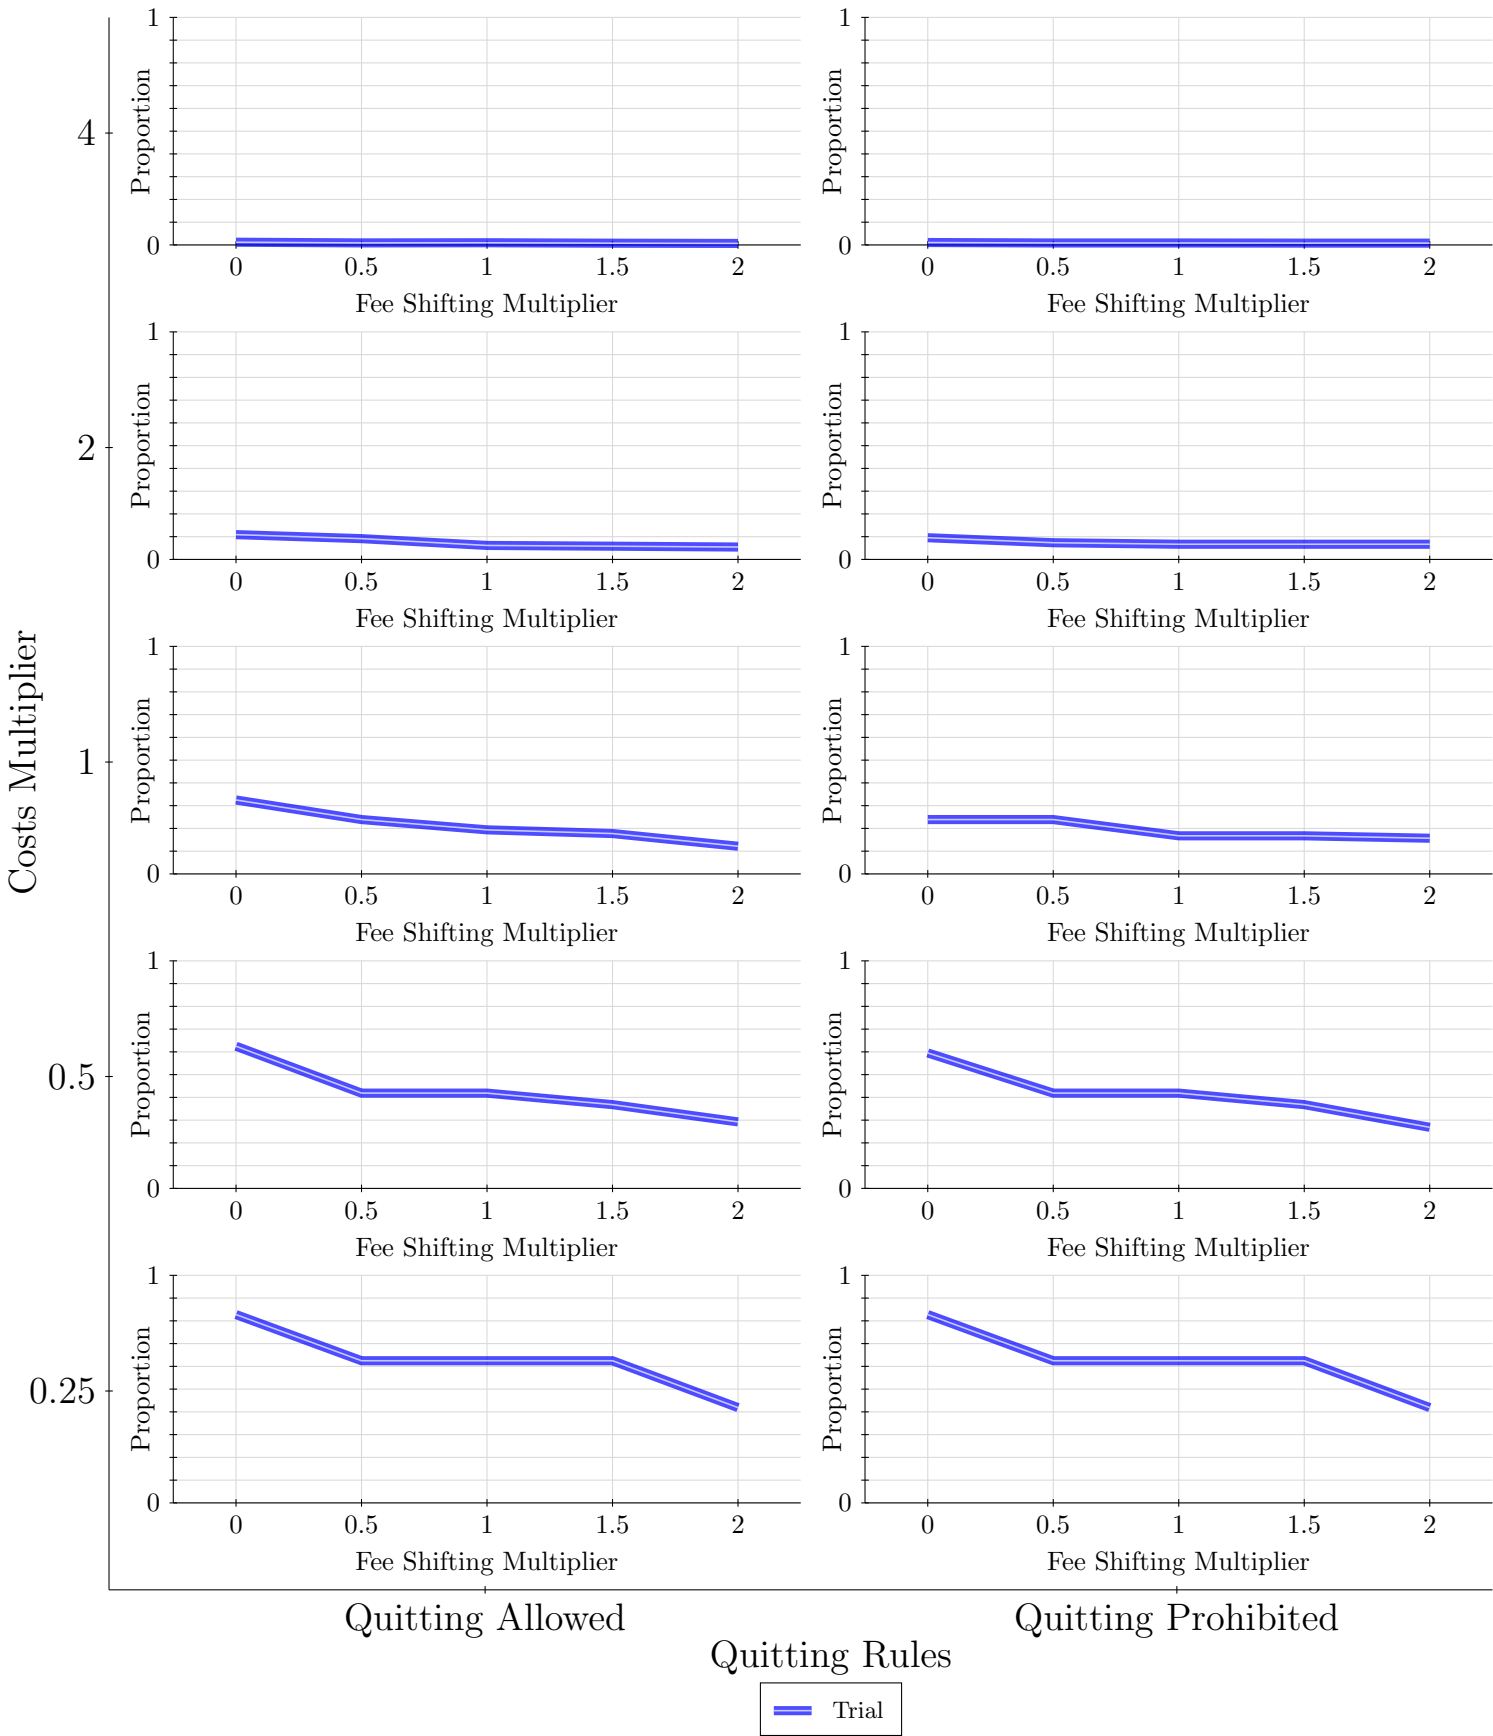 Costs Multiplier
4
1
Proportion
0
0 0.5 1 1.5 2
Fee Shifting Multiplier
1
Proportion
0
0 0.5 1 1.5 2
Fee Shifting Multiplier
2
1
Proportion
0
0 0.5 1 1.5 2
Fee Shifting Multiplier
1
Proportion
0
0 0.5 1 1.5 2
Fee Shifting Multiplier
1
1
Proportion
0
0 0.5 1 1.5 2
Fee Shifting Multiplier
1
Proportion
0
0 0.5 1 1.5 2
Fee Shifting Multiplier
0.5
1
Proportion
0
0 0.5 1 1.5 2
Fee Shifting Multiplier
1
Proportion
0
0 0.5 1 1.5 2
Fee Shifting Multiplier
0.25
1
Proportion
0
0 0.5 1 1.5 2
Fee Shifting Multiplier
1
Proportion
0
0 0.5 1 1.5 2
Fee Shifting Multiplier
Quitting Allowed
Quitting Prohibited
Quitting Rules
Trial